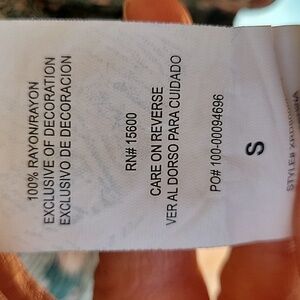 100% RAYON/RAYON
EXCLUSIVE OF DECORATION
EXCLUSIVO DE DECORACION
RN# 15600
CARE ON REVERSE
VER AL DORSO PARA CUIDADO
PO# 100-00094696
S
STYLE#